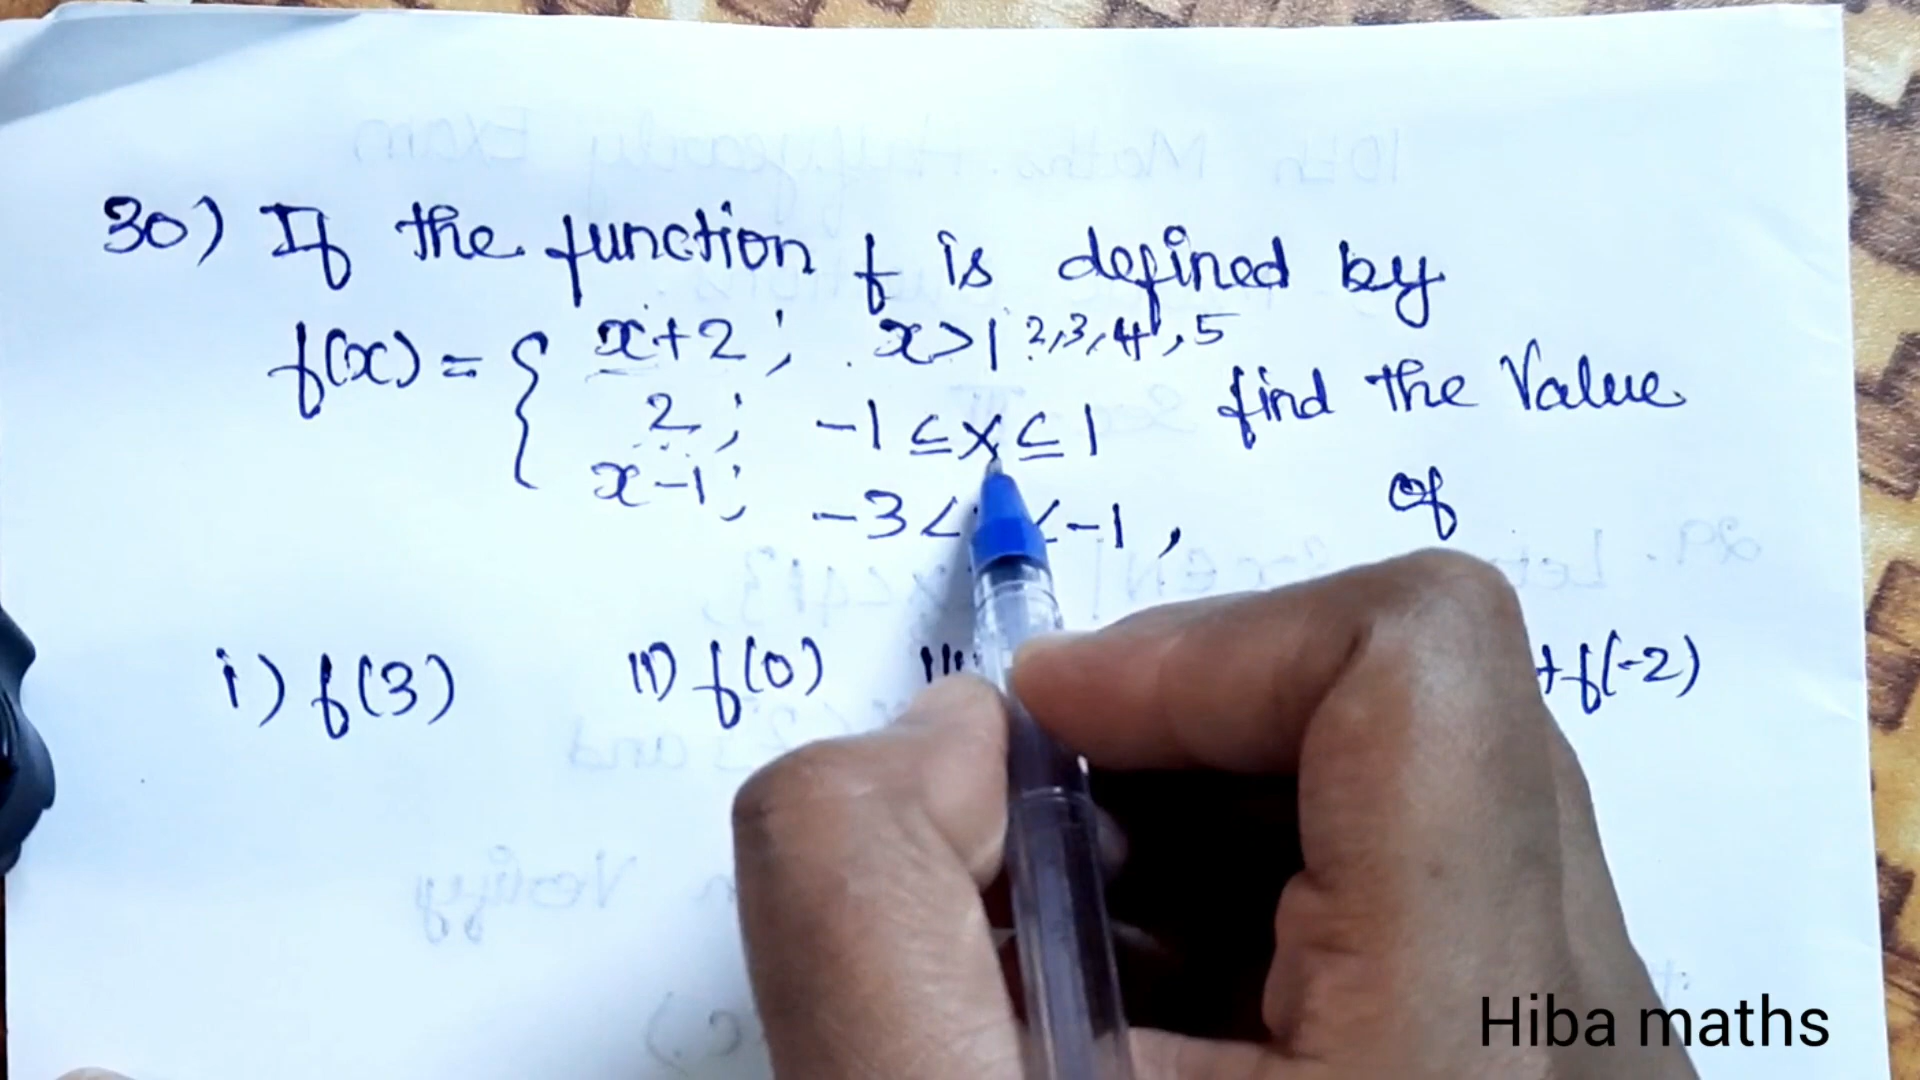 30) If the function f is defined by
f(x) = { x+2 ; x>1 2,3,4,5
2 ; -1 ≤ x ≤ 1 find the Value
x-1 ; -3 < < -1 , of
i) f(3) ii) f(0) +f(-2)
Hiba maths